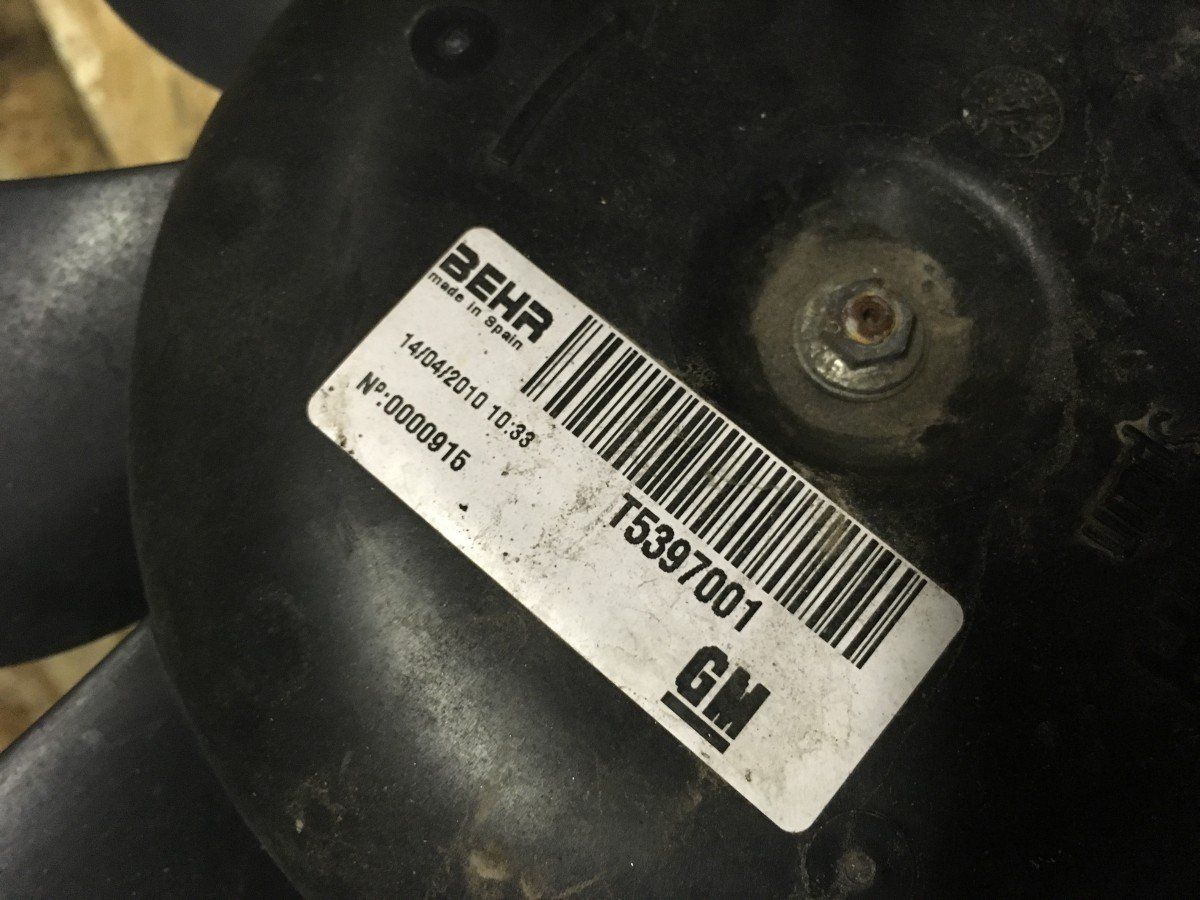 BEHR
made in Spain
14/04/2010 10:33
Nº:0000915
T5397001
GM